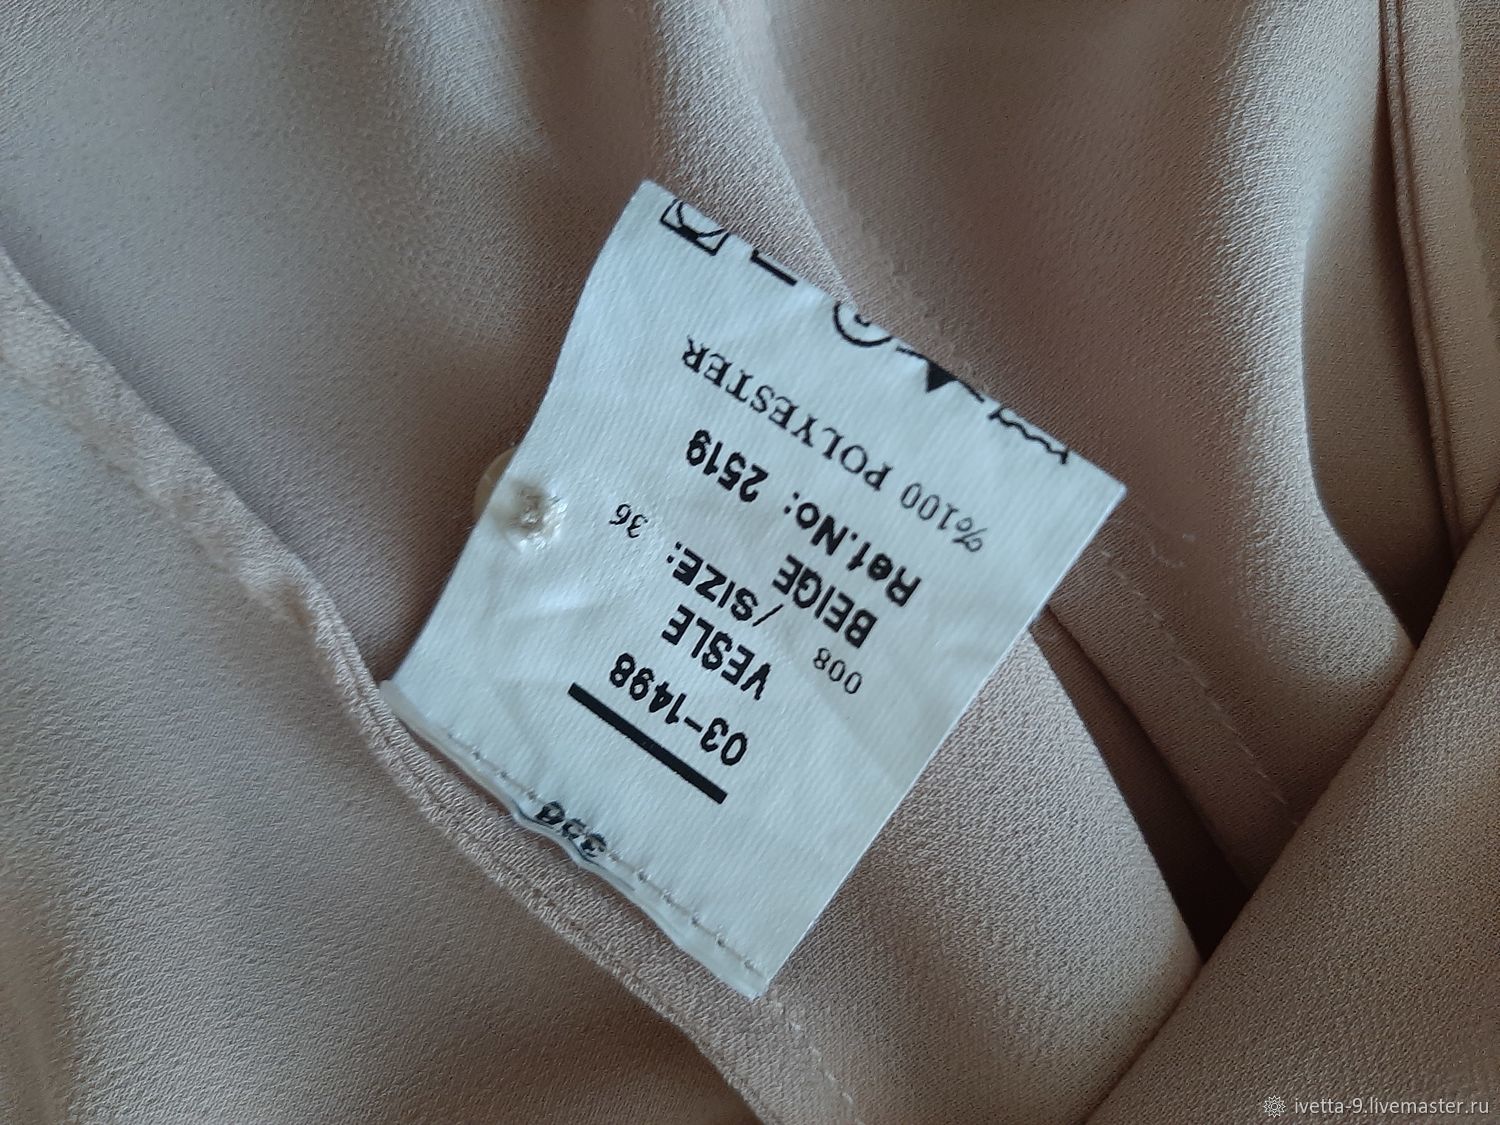 03-1498
VESLE
/SIZE: 36
008
BEIGE
Ref.No: 2519
%100 POLYESTER
ivetta-9.livemaster.ru